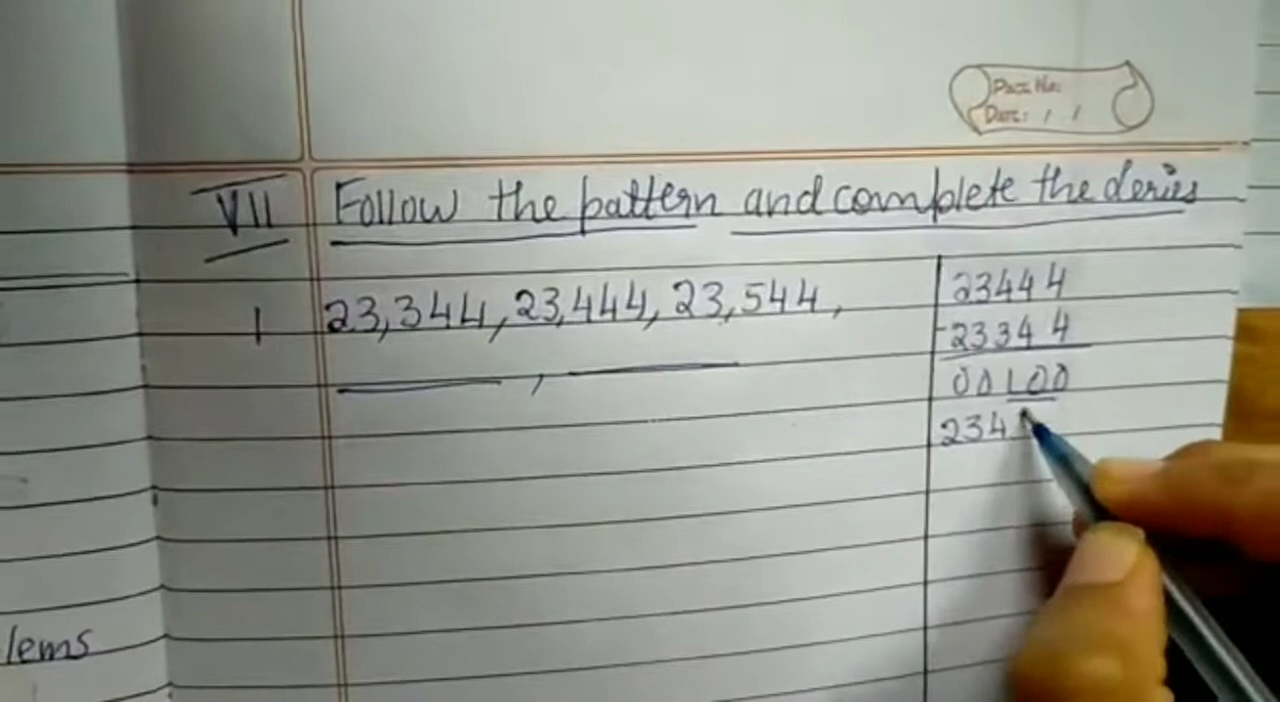 Page No:
Date: / /
VII Follow the pattern and complete the deries
1 23,344, 23,444, 23,544,
,
23444
-23344
00100
234
lems